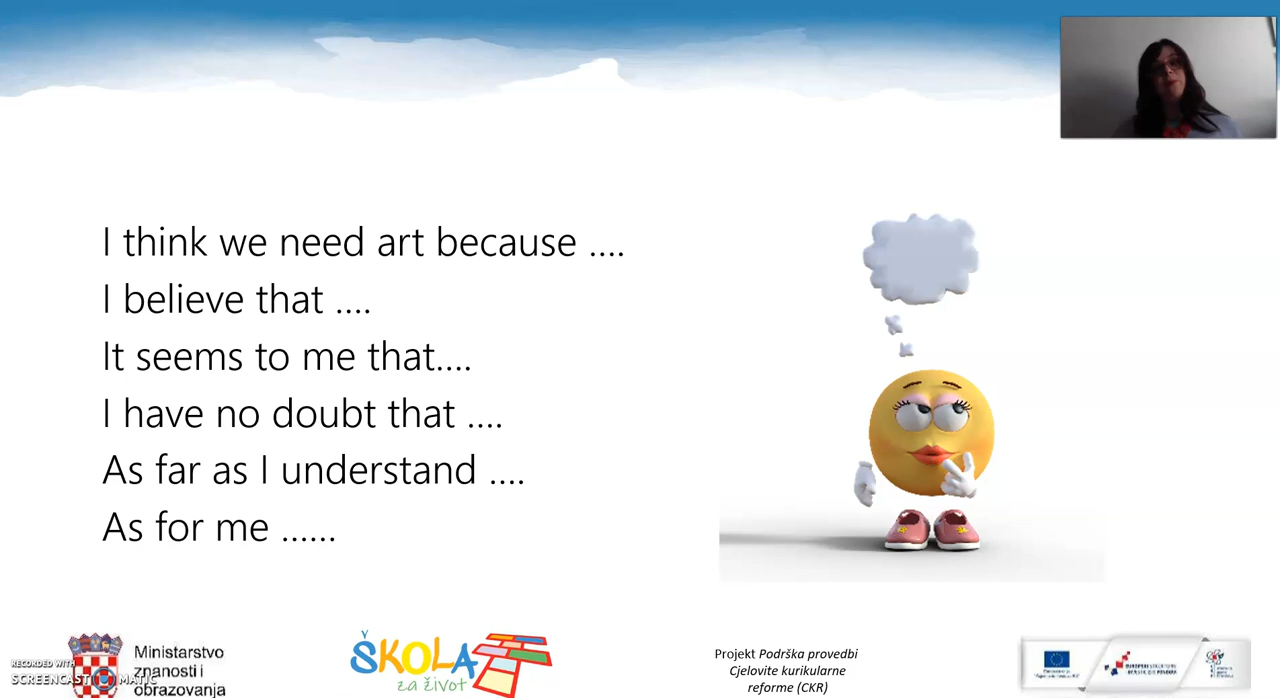 I think we need art because ....
I believe that ....
It seems to me that....
I have no doubt that ....
As far as I understand ....
As for me ......
Ministarstvo
znanosti i
obrazovanja
RECORDED WITH
SCREENCAST MATIC
ŠKOLA
za život
Projekt Podrška provedbi
Cjelovite kurikularne
reforme (CKR)